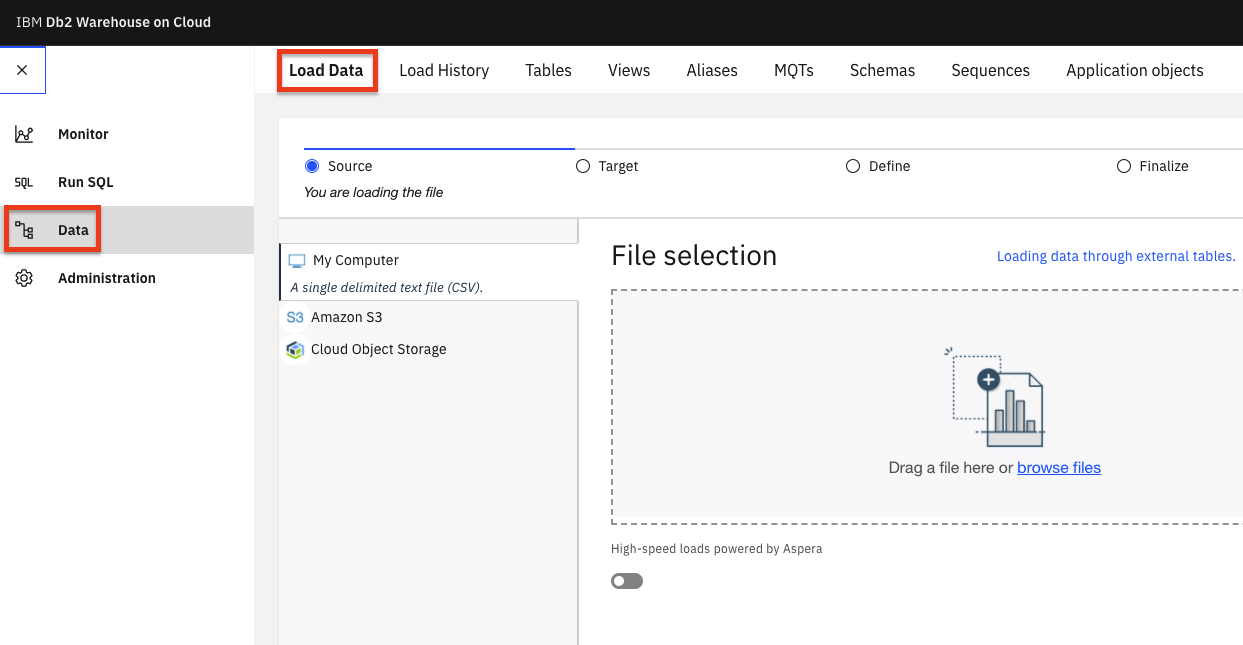 IBM Db2 Warehouse on Cloud
Load Data Load History Tables Views Aliases MQTs Schemas Sequences Application objects
Monitor
SQL Run SQL
Data
Administration
Source Target Define Finalize
You are loading the file
My Computer
A single delimited text file (CSV).
S3 Amazon S3
Cloud Object Storage
File selection
Loading data through external tables.
Drag a file here or browse files
High-speed loads powered by Aspera